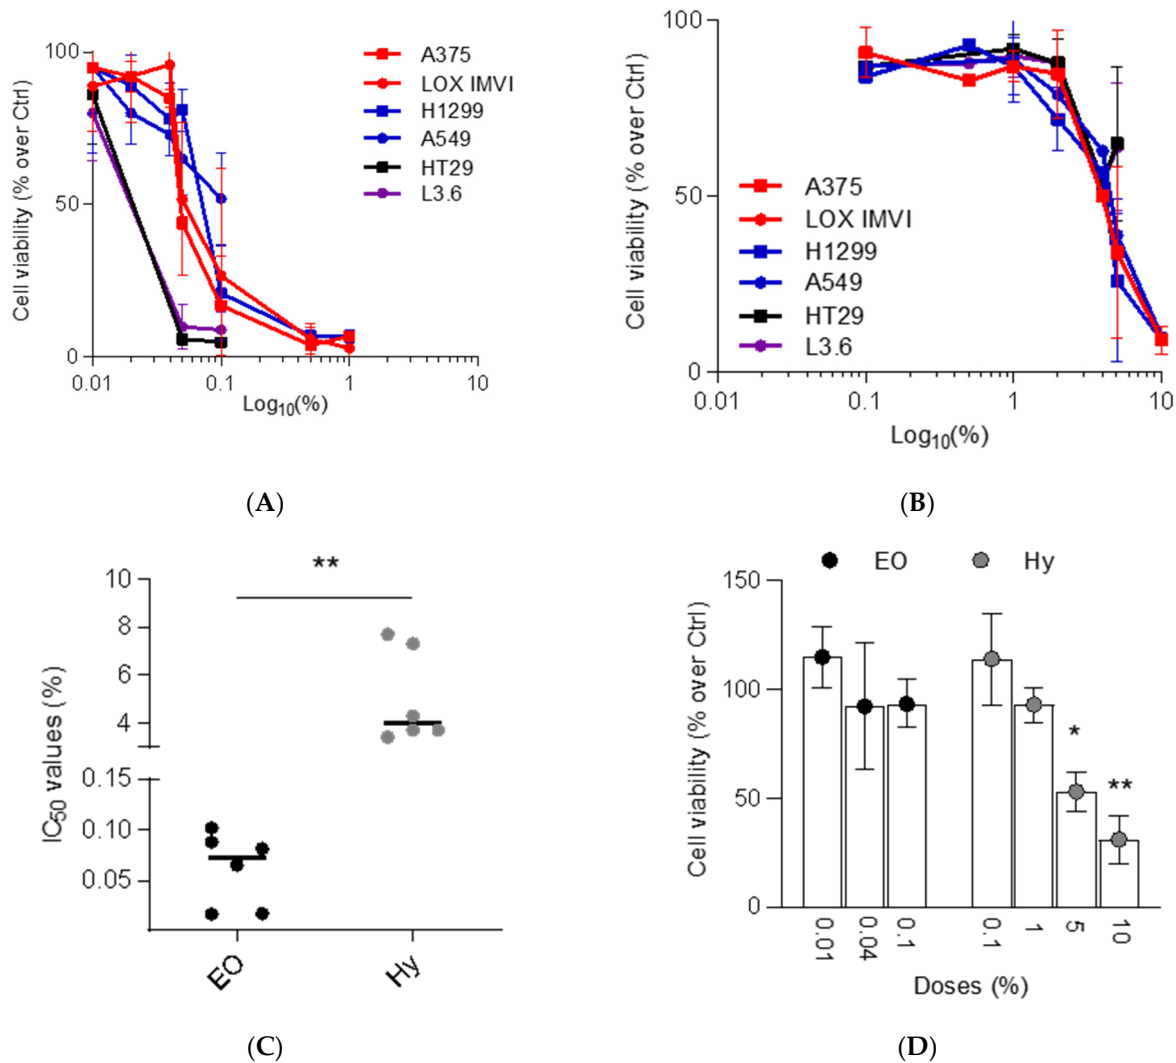 Cell viability (% over Ctrl)
100
50
0
0.01
0.1
1
10
Log10(%)
A375
LOX IMVI
H1299
A549
HT29
L3.6
(A)
Cell viability (% over Ctrl)
100
50
0
0.01
0.1
1
10
Log10(%)
A375
LOX IMVI
H1299
A549
HT29
L3.6
(B)
IC50 values (%)
10
8
6
4
0.15
0.10
0.05
**
EO
Hy
(C)
EO
Hy
Cell viability (% over Ctrl)
150
100
50
0
*
**
0.01
0.04
0.1
0.1
1
5
10
Doses (%)
(D)